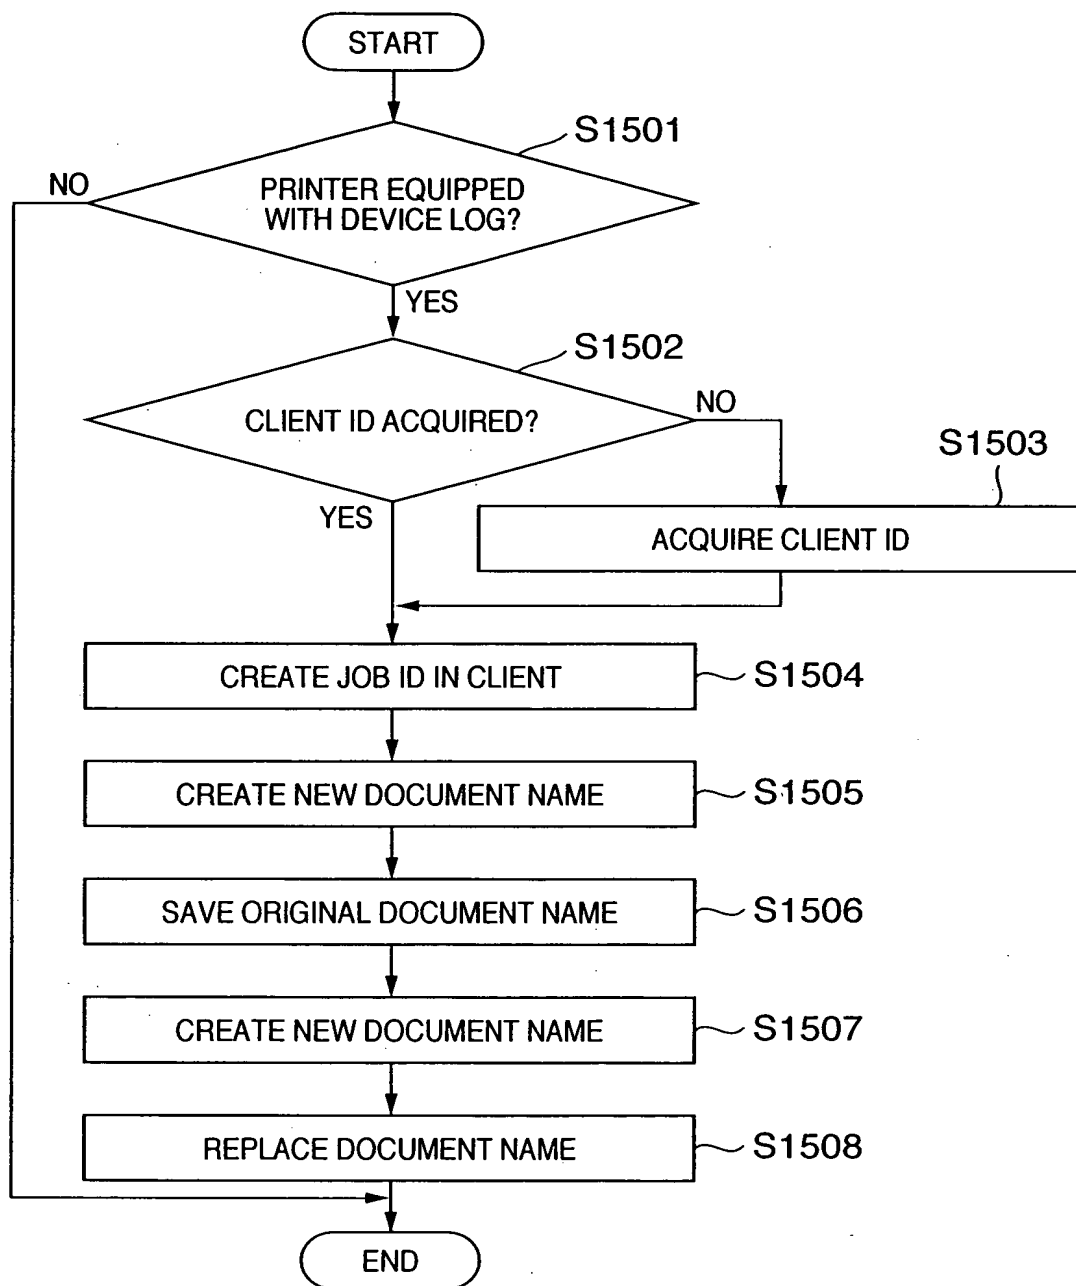 START
S1501
NO
PRINTER EQUIPPED
WITH DEVICE LOG?
YES
S1502
CLIENT ID ACQUIRED?
NO
S1503
YES
ACQUIRE CLIENT ID
CREATE JOB ID IN CLIENT
S1504
CREATE NEW DOCUMENT NAME
S1505
SAVE ORIGINAL DOCUMENT NAME
S1506
CREATE NEW DOCUMENT NAME
S1507
REPLACE DOCUMENT NAME
S1508
END